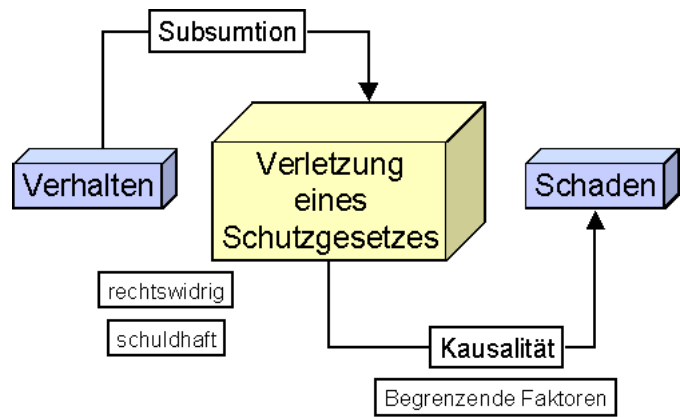 Subsumtion
Verhalten
Verletzung
eines
Schutzgesetzes
Schaden
rechtswidrig
schuldhaft
Kausalität
Begrenzende Faktoren